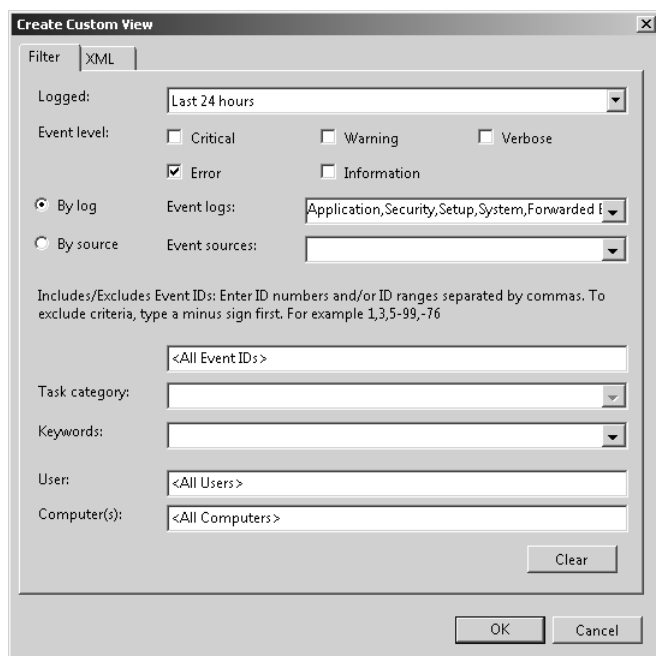 Create Custom View
Filter
XML
Logged:
Last 24 hours
Event level:
Critical
Warning
Verbose
Error
Information
By log
Event logs:
Application,Security,Setup,System,Forwarded E
By source
Event sources:
Includes/Excludes Event IDs: Enter ID numbers and/or ID ranges separated by commas. To
exclude criteria, type a minus sign first. For example 1,3,5-99,-76
<All Event IDs>
Task category:
Keywords:
User:
<All Users>
Computer(s):
<All Computers>
Clear
OK
Cancel